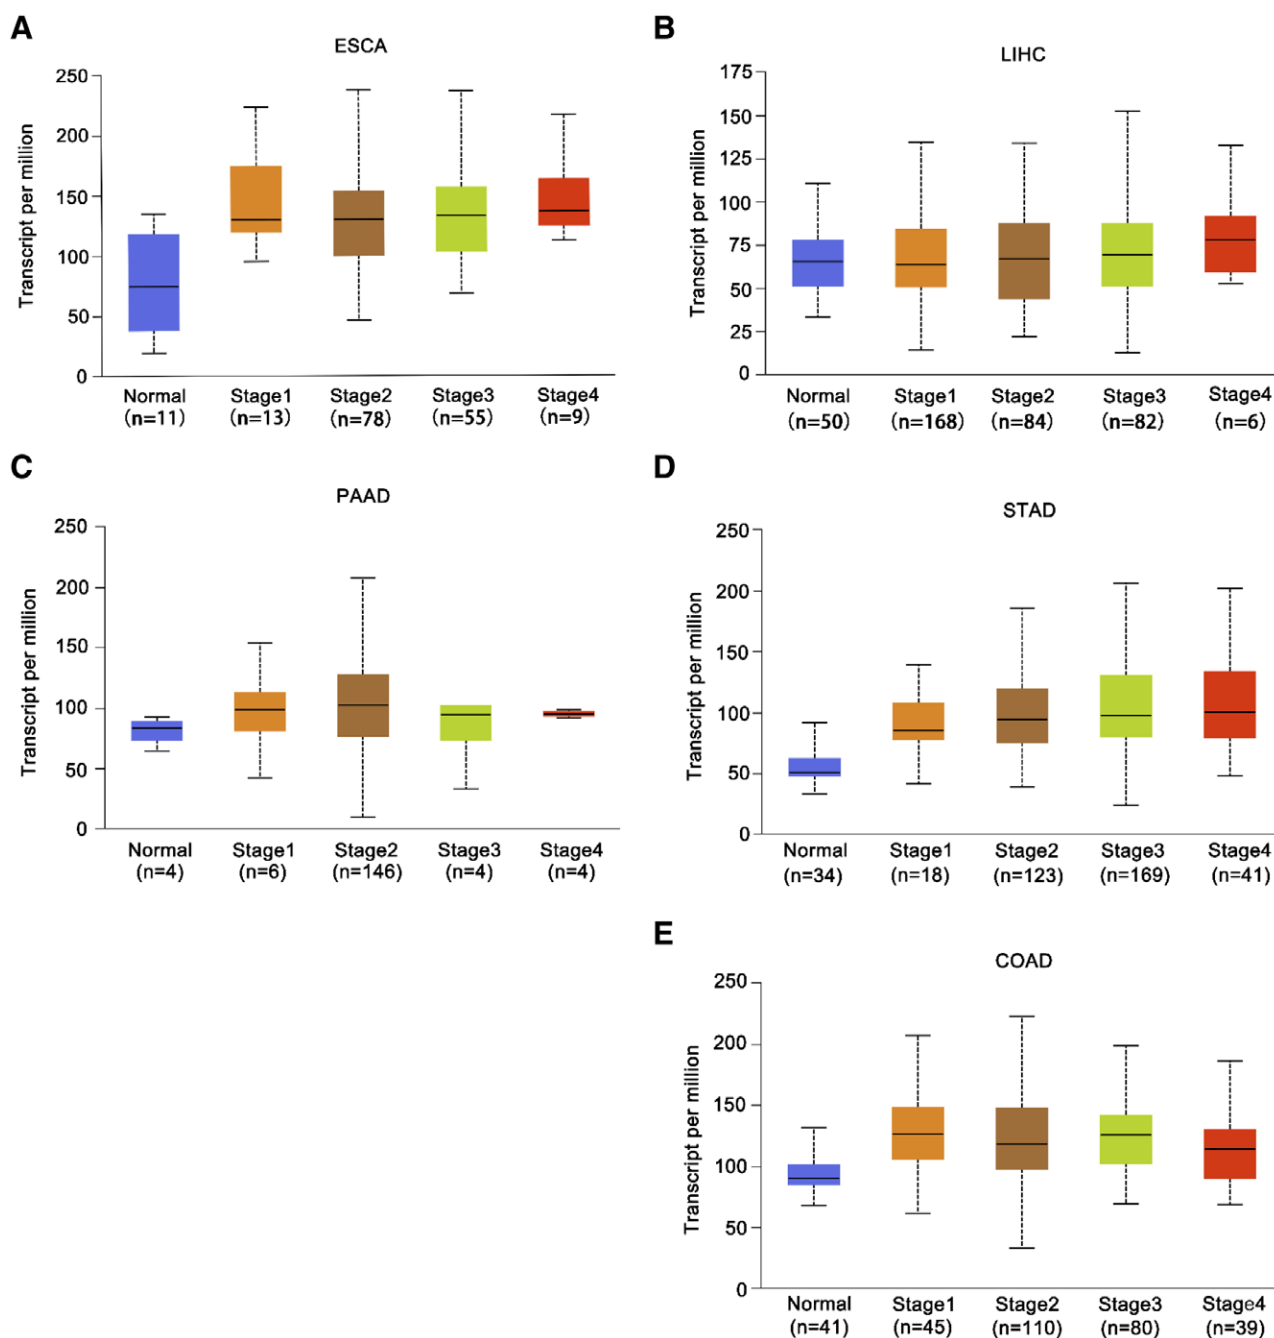 A
ESCA
Transcript per million
250
200
150
100
50
0
Normal Stage1 Stage2 Stage3 Stage4
(n=11) (n=13) (n=78) (n=55) (n=9)
B
LIHC
Transcript per million
175
150
125
100
75
50
25
0
Normal Stage1 Stage2 Stage3 Stage4
(n=50) (n=168) (n=84) (n=82) (n=6)
C
PAAD
Transcript per million
250
200
150
100
50
0
Normal Stage1 Stage2 Stage3 Stage4
(n=4) (n=6) (n=146) (n=4) (n=4)
D
STAD
Transcript per million
250
200
150
100
50
0
Normal Stage1 Stage2 Stage3 Stage4
(n=34) (n=18) (n=123) (n=169) (n=41)
E
COAD
Transcript per million
250
200
150
100
50
0
Normal Stage1 Stage2 Stage3 Stage4
(n=41) (n=45) (n=110) (n=80) (n=39)